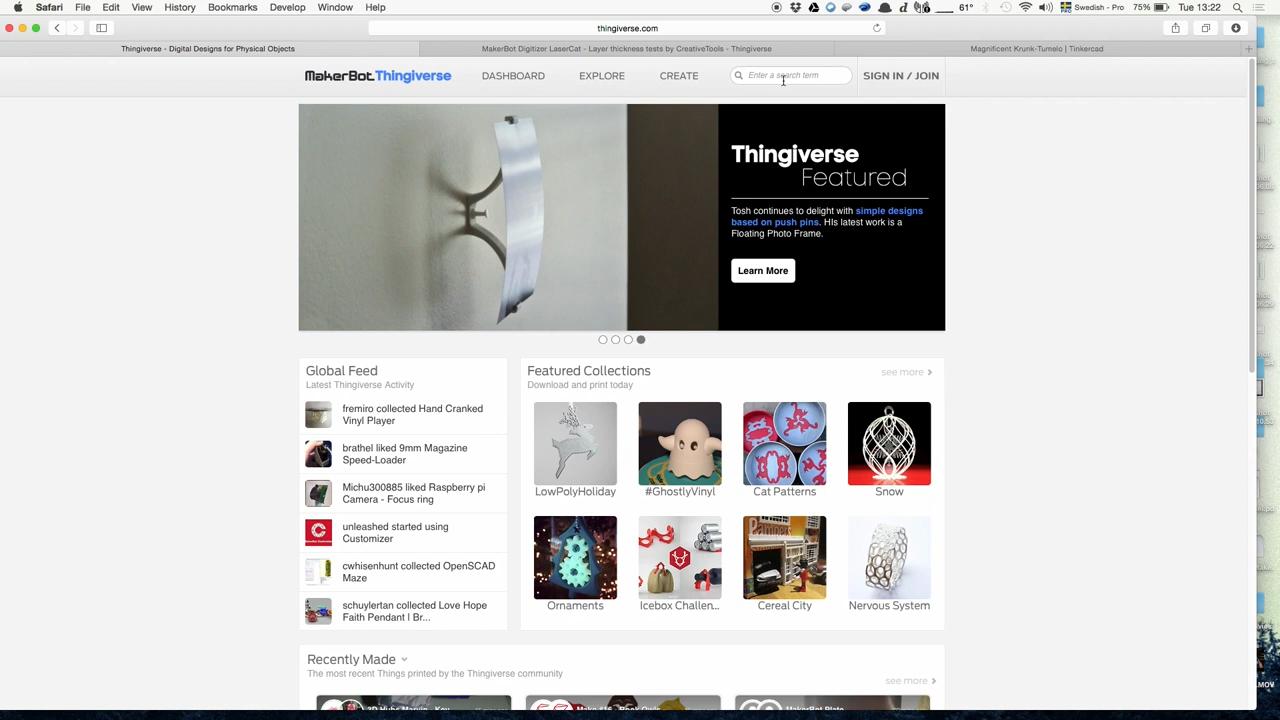 Safari File Edit View History Bookmarks Develop Window Help
61° Swedish - Pro 75% Tue 13:22
thingiverse.com
Thingiverse - Digital Designs for Physical Objects
MakerBot Digitizer LaserCat - Layer thickness tests by CreativeTools - Thingiverse
Magnificent Krunk-Tumelo | Tinkercad
MakerBot Thingiverse DASHBOARD EXPLORE CREATE Enter a search term SIGN IN / JOIN
Thingiverse
Featured
Tosh continues to delight with simple designs
based on push pins. HIs latest work is a
Floating Photo Frame.
Learn More
Global Feed
Latest Thingiverse Activity
fremiro collected Hand Cranked
Vinyl Player
brathel liked 9mm Magazine
Speed-Loader
Michu300885 liked Raspberry pi
Camera - Focus ring
unleashed started using
Customizer
cwhisenhunt collected OpenSCAD
Maze
schuylertan collected Love Hope
Faith Pendant | Br...
Featured Collections
Download and print today
see more
LowPolyHoliday
#GhostlyVinyl
Cat Patterns
Snow
Ornaments
Icebox Challen...
Cereal City
Nervous System
Recently Made
The most recent Things printed by the Thingiverse community
see more
.MOV